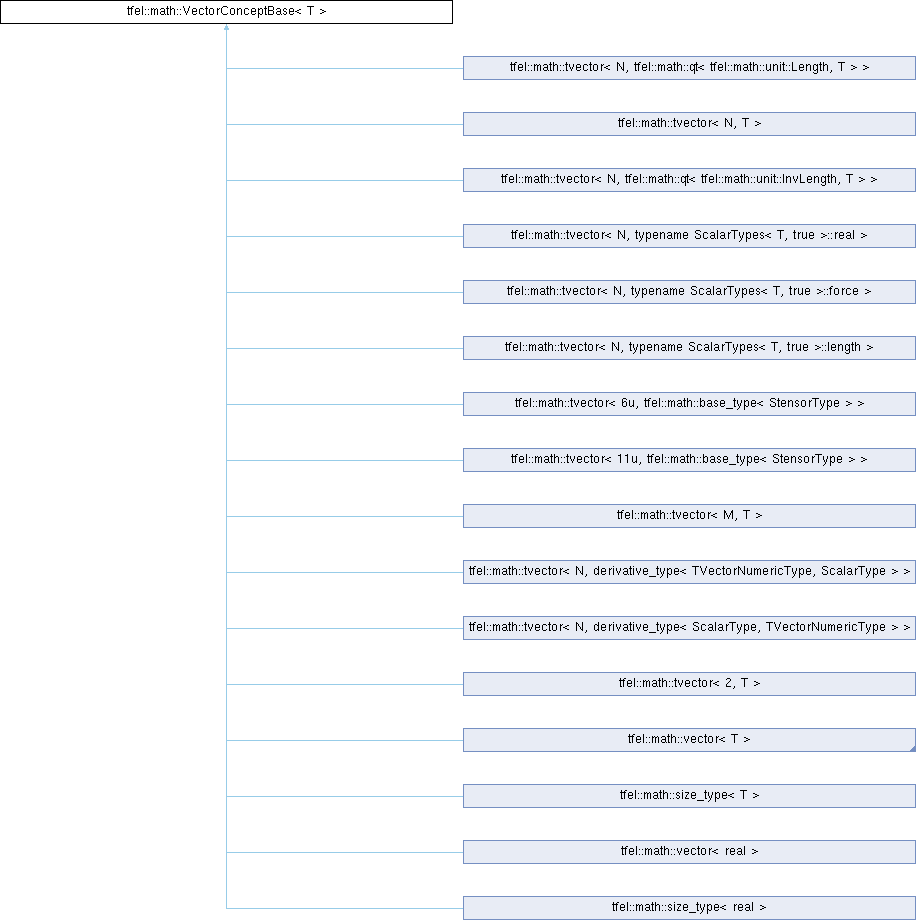 tfel::math::VectorConceptBase< T >
tfel::math::tvector< N, tfel::math::qt< tfel::math::unit::Length, T > >
tfel::math::tvector< N, T >
tfel::math::tvector< N, tfel::math::qt< tfel::math::unit::InvLength, T > >
tfel::math::tvector< N, typename ScalarTypes< T, true >::real >
tfel::math::tvector< N, typename ScalarTypes< T, true >::force >
tfel::math::tvector< N, typename ScalarTypes< T, true >::length >
tfel::math::tvector< 6u, tfel::math::base_type< StensorType > >
tfel::math::tvector< 11u, tfel::math::base_type< StensorType > >
tfel::math::tvector< M, T >
tfel::math::tvector< N, derivative_type< TVectorNumericType, ScalarType > >
tfel::math::tvector< N, derivative_type< ScalarType, TVectorNumericType > >
tfel::math::tvector< 2, T >
tfel::math::vector< T >
tfel::math::size_type< T >
tfel::math::vector< real >
tfel::math::size_type< real >